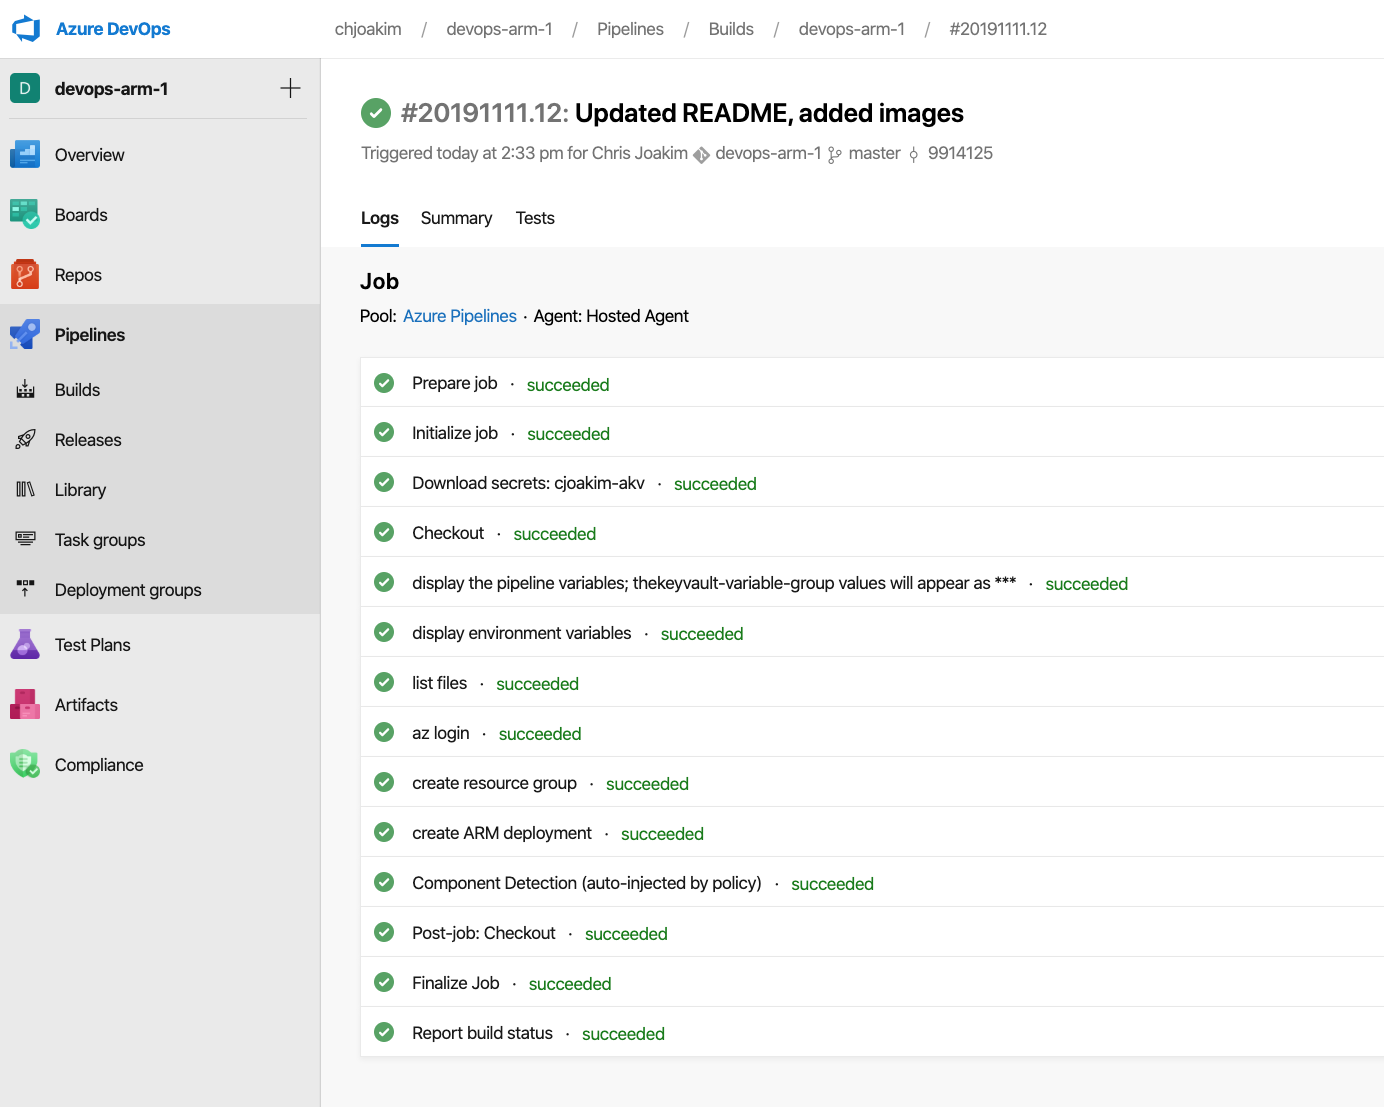 Azure DevOps
chjoakim / devops-arm-1 / Pipelines / Builds / devops-arm-1 / #20191111.12
D devops-arm-1
Overview
Boards
Repos
Pipelines
Builds
Releases
Library
Task groups
Deployment groups
Test Plans
Artifacts
Compliance
#20191111.12: Updated README, added images
Triggered today at 2:33 pm for Chris Joakim devops-arm-1 master 9914125
Logs Summary Tests
Job
Pool: Azure Pipelines · Agent: Hosted Agent
Prepare job · succeeded
Initialize job · succeeded
Download secrets: cjoakim-akv · succeeded
Checkout · succeeded
display the pipeline variables; thekeyvault-variable-group values will appear as *** · succeeded
display environment variables · succeeded
list files · succeeded
az login · succeeded
create resource group · succeeded
create ARM deployment · succeeded
Component Detection (auto-injected by policy) · succeeded
Post-job: Checkout · succeeded
Finalize Job · succeeded
Report build status · succeeded